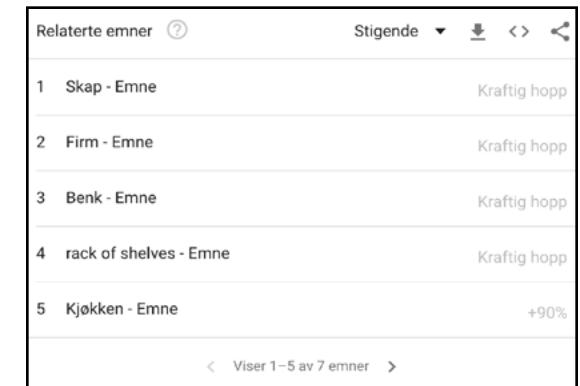 Relaterte emner ? Stigende
1 Skap - Emne Kraftig hopp
2 Firm - Emne Kraftig hopp
3 Benk - Emne Kraftig hopp
4 rack of shelves - Emne Kraftig hopp
5 Kjøkken - Emne +90%
Viser 1–5 av 7 emner